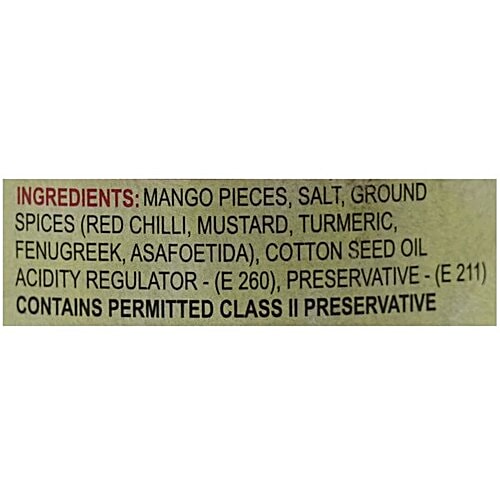 INGREDIENTS: MANGO PIECES, SALT, GROUND
SPICES (RED CHILLI, MUSTARD, TURMERIC,
FENUGREEK, ASAFOETIDA), COTTON SEED OIL
ACIDITY REGULATOR - (E 260), PRESERVATIVE - (E 211)
CONTAINS PERMITTED CLASS II PRESERVATIVE